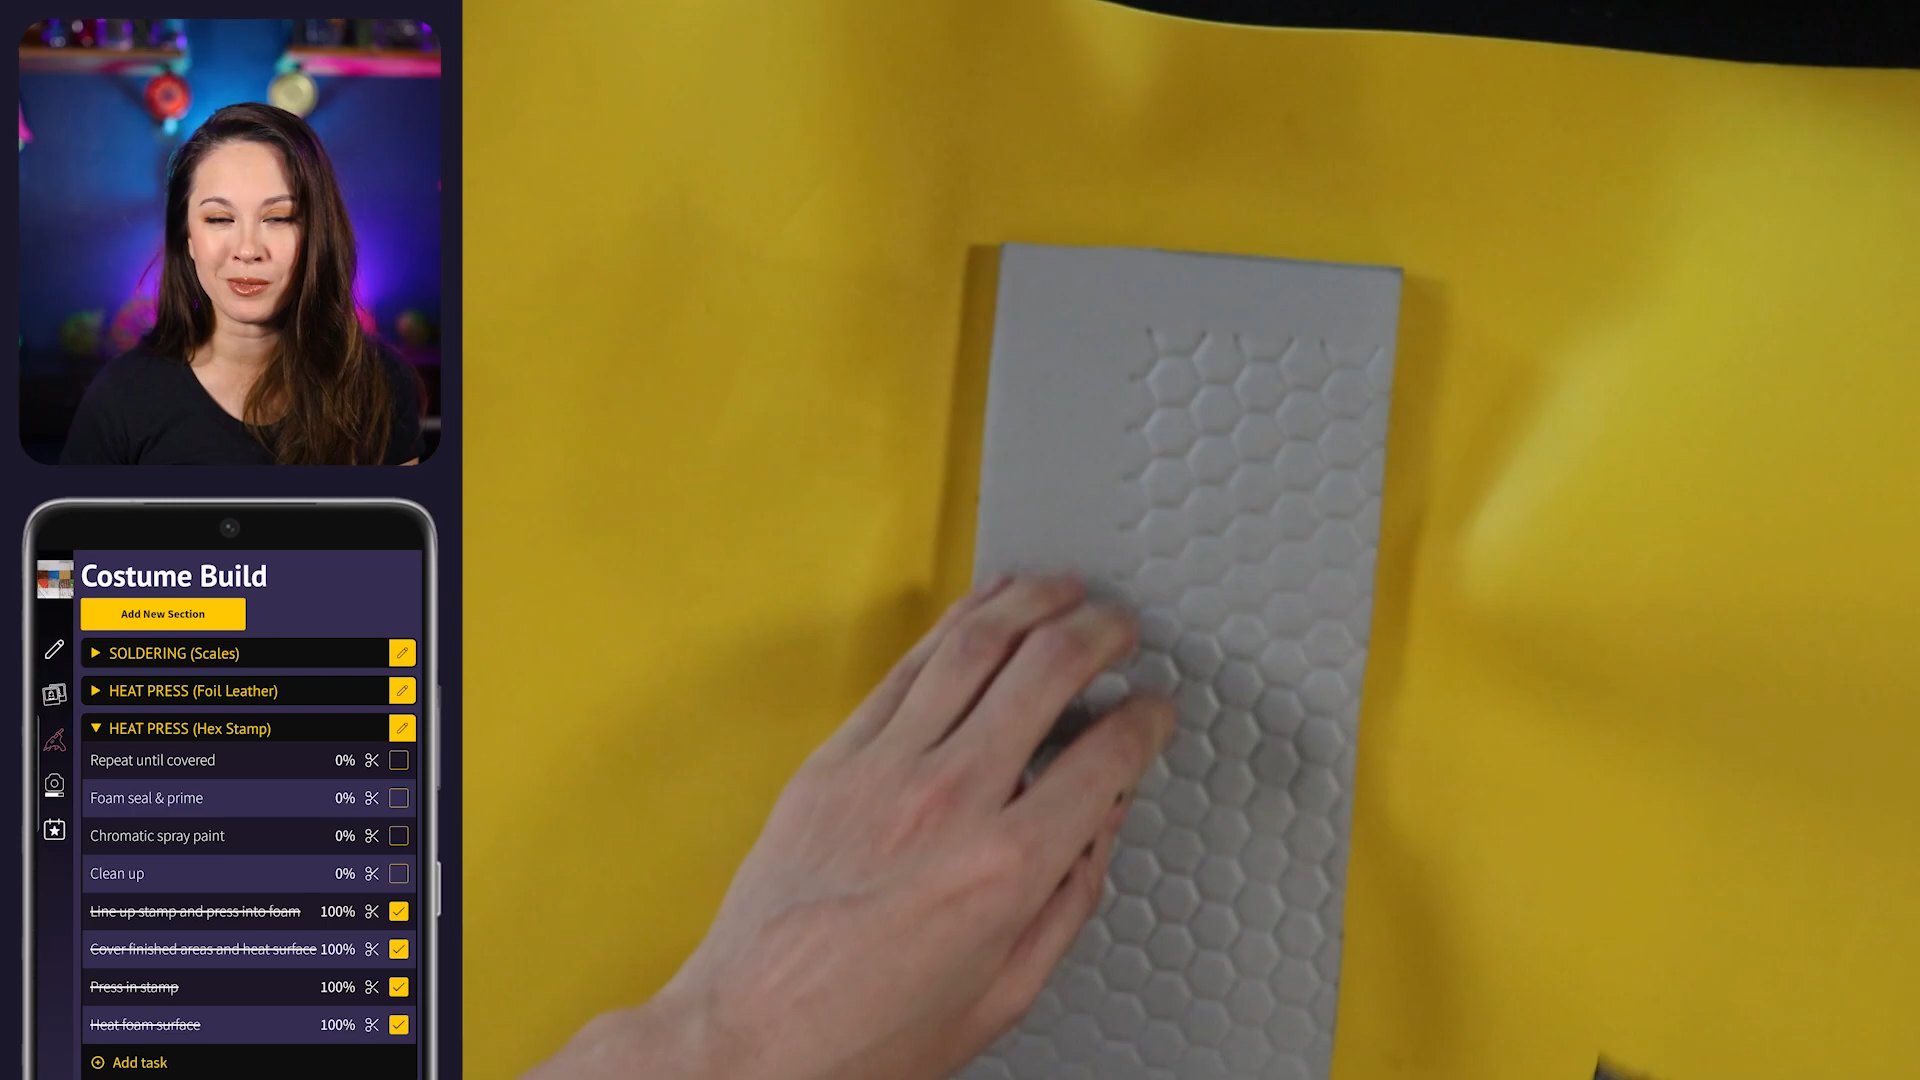 Costume Build
Add New Section
SOLDERING (Scales)
HEAT PRESS (Foil Leather)
HEAT PRESS (Hex Stamp)
Repeat until covered 0%
Foam seal & prime 0%
Chromatic spray paint 0%
Clean up 0%
Line up stamp and press into foam 100%
Cover finished areas and heat surface 100%
Press in stamp 100%
Heat foam surface 100%
Add task